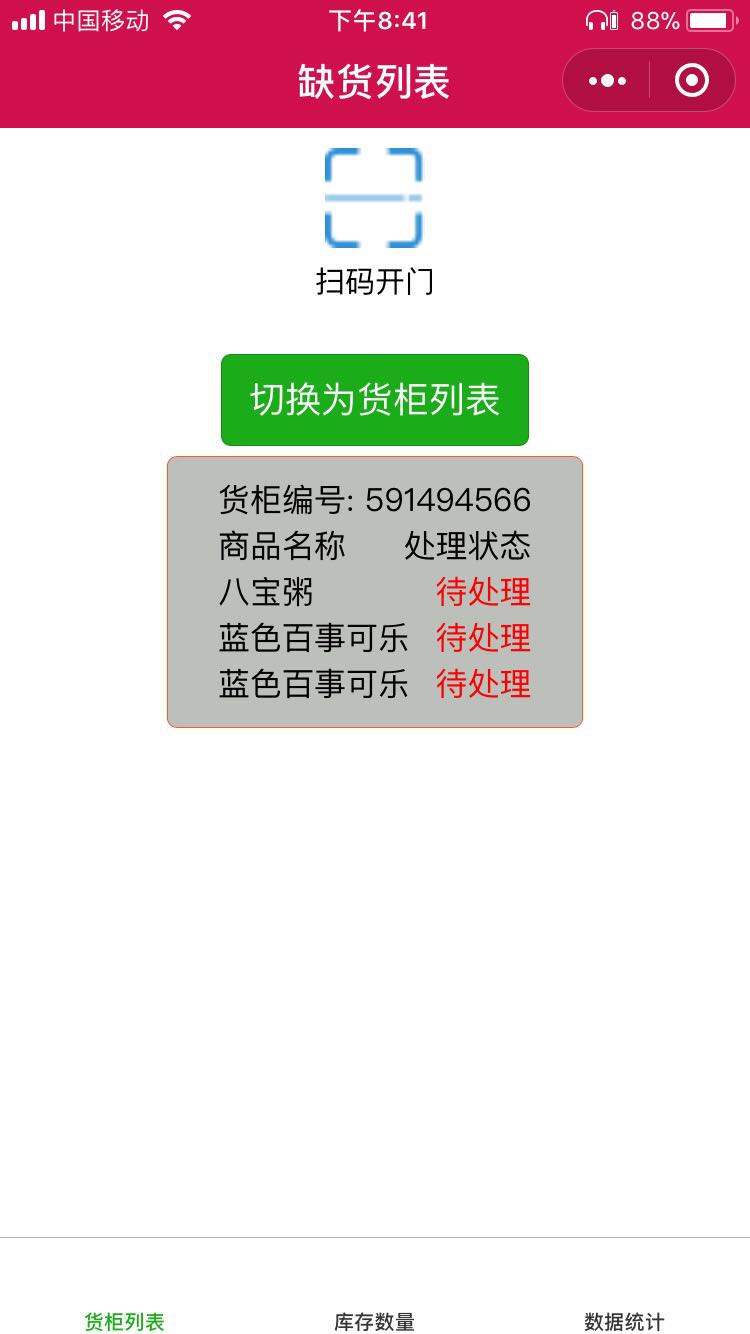 中国移动 下午8:41 88%
缺货列表
扫码开门
切换为货柜列表
货柜编号: 591494566
商品名称 处理状态
八宝粥 待处理
蓝色百事可乐 待处理
蓝色百事可乐 待处理
货柜列表 库存数量 数据统计